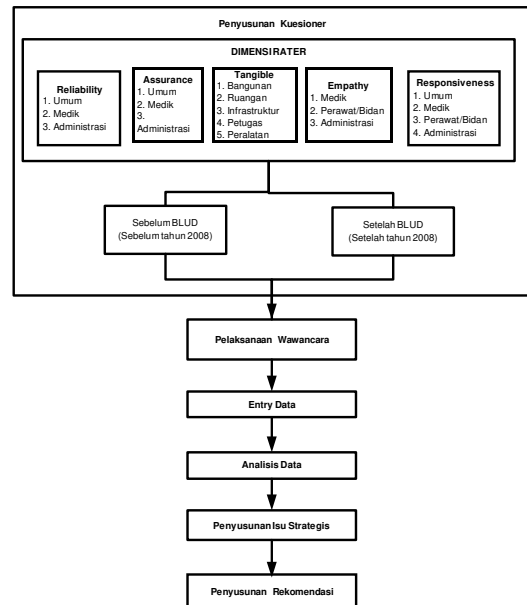 Penyusunan Kuesioner
DIMENSI RATER
Reliability
1. Umum
2. Medik
3. Administrasi
Assurance
1. Umum
2. Medik
3.
Administrasi
Tangible
1. Bangunan
2. Ruangan
3. Infrastruktur
4. Petugas
5. Peralatan
Empathy
1. Medik
2. Perawat/Bidan
3. Administrasi
Responsiveness
1. Umum
2. Medik
3. Perawat/Bidan
4. Administrasi
Sebelum BLUD
(Sebelum tahun 2008)
Setelah BLUD
(Setelah tahun 2008)
Pelaksanaan Wawancara
Entry Data
Analisis Data
Penyusunan Isu Strategis
Penyusunan Rekomendasi